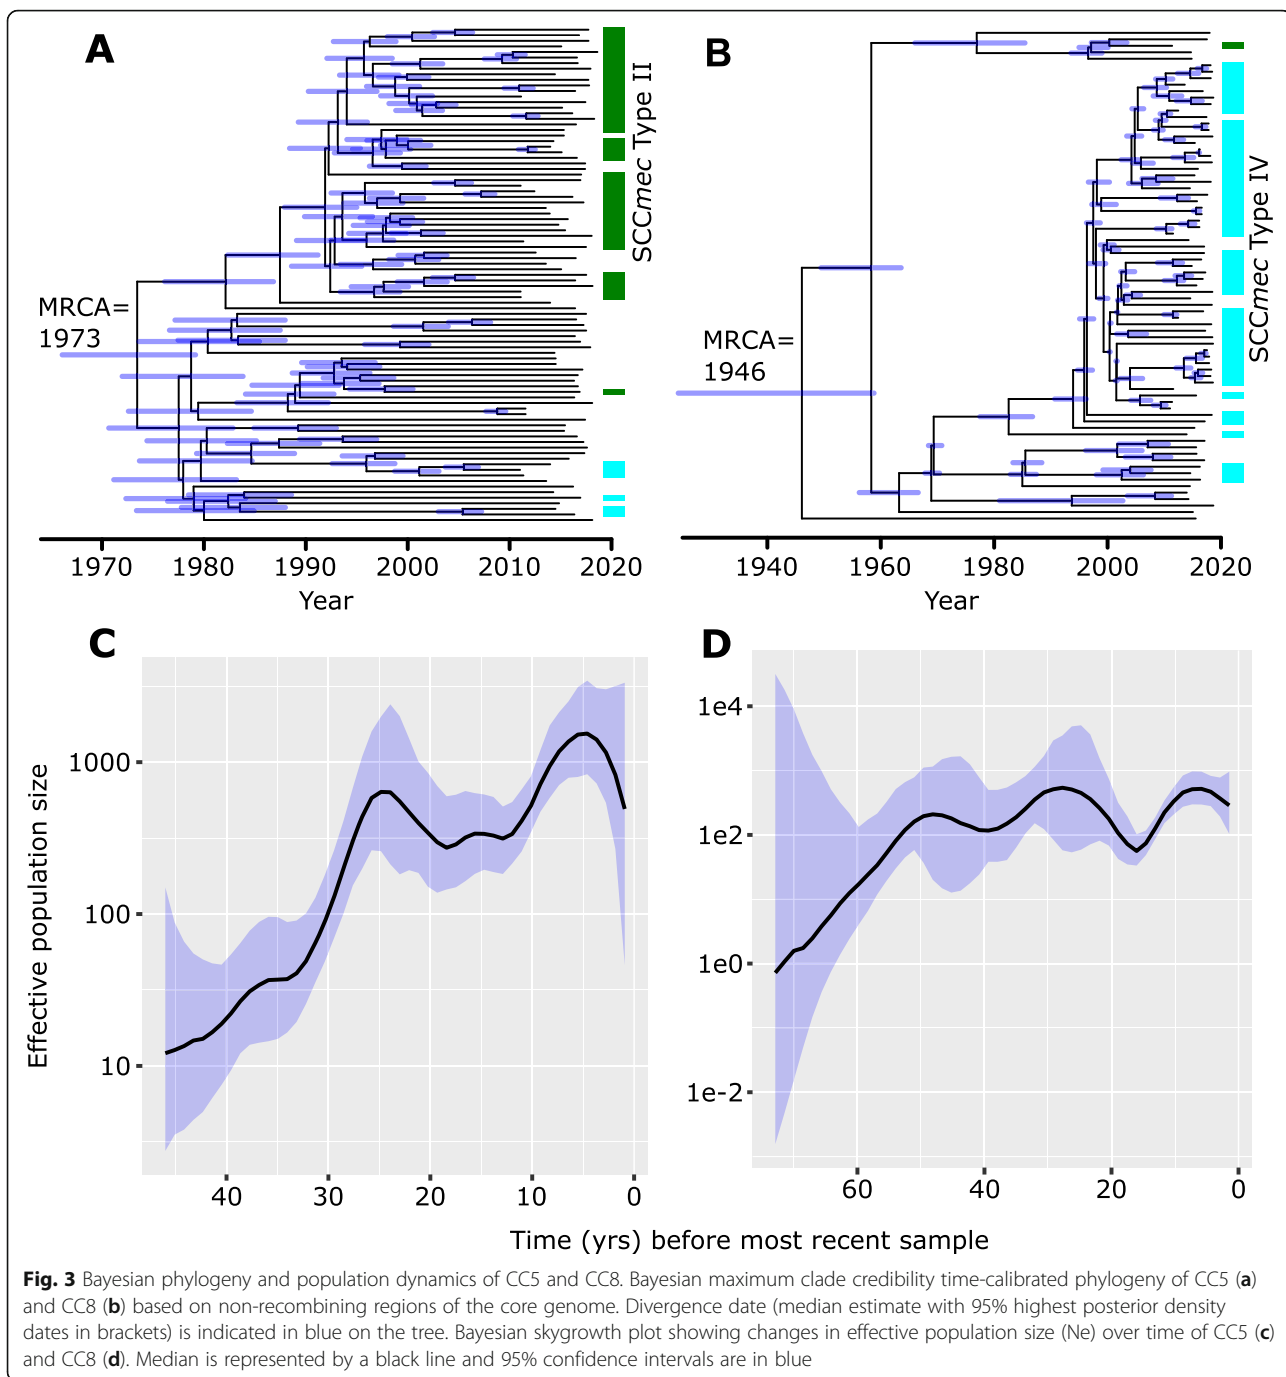 A
SCCmec Type II
MRCA=
1973
1970 1980 1990 2000 2010 2020
Year
B
SCCmec Type IV
MRCA=
1946
1940 1960 1980 2000 2020
Year
C
Effective population size
1000
100
10
40 30 20 10 0
D
1e4
1e2
1e0
1e-2
60 40 20 0
Time (yrs) before most recent sample
Fig. 3 Bayesian phylogeny and population dynamics of CC5 and CC8. Bayesian maximum clade credibility time-calibrated phylogeny of CC5 (a)
and CC8 (b) based on non-recombining regions of the core genome. Divergence date (median estimate with 95% highest posterior density
dates in brackets) is indicated in blue on the tree. Bayesian skygrowth plot showing changes in effective population size (Ne) over time of CC5 (c)
and CC8 (d). Median is represented by a black line and 95% confidence intervals are in blue